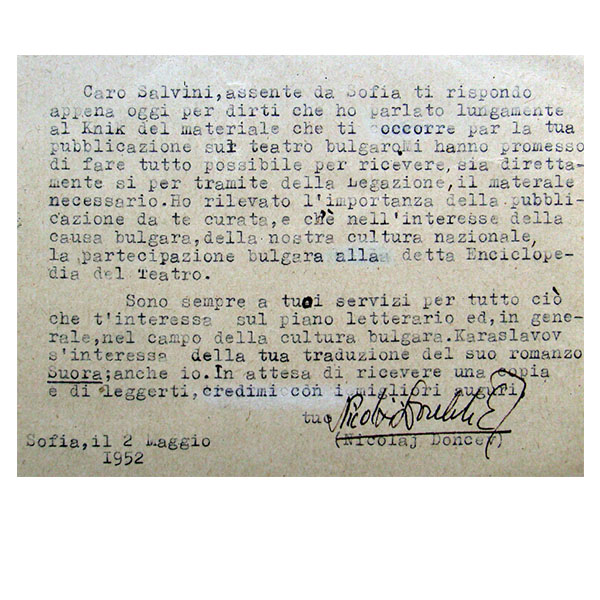 Caro Salvini,assente da Sofia ti rispondo
appena oggi per dirti che ho parlato lungamente
al Knik del materiale che ti occorre par la tua
pubblicazione sul teatro bulgaro.Mi hanno promesso
di fare tutto possibile per ricevere,sia diretta-
mente si per tramite della Legazione,il materale
necessario.Ho rilevato l'importanza della pubbli-
cazione da te curata,e chè nell'interesse della
causa bulgara,della nostra cultura nazionale,
la partecipazione bulgara alla detta Enciclope-
dia del Teatro.
Sono sempre a tuoi servizi per tutto ciò
che t'interessa sul piano letterario ed,in gene-
rale,nel campo della cultura bulgara.Karaslavov
s'interessa della tua traduzione del suo romanzo
Suora;anche io.In attesa di ricevere una copia
e di leggerti,credimi con i migliori auguri
tuo
(Nicolaj Doncev)
Sofia,il 2 Maggio
1952